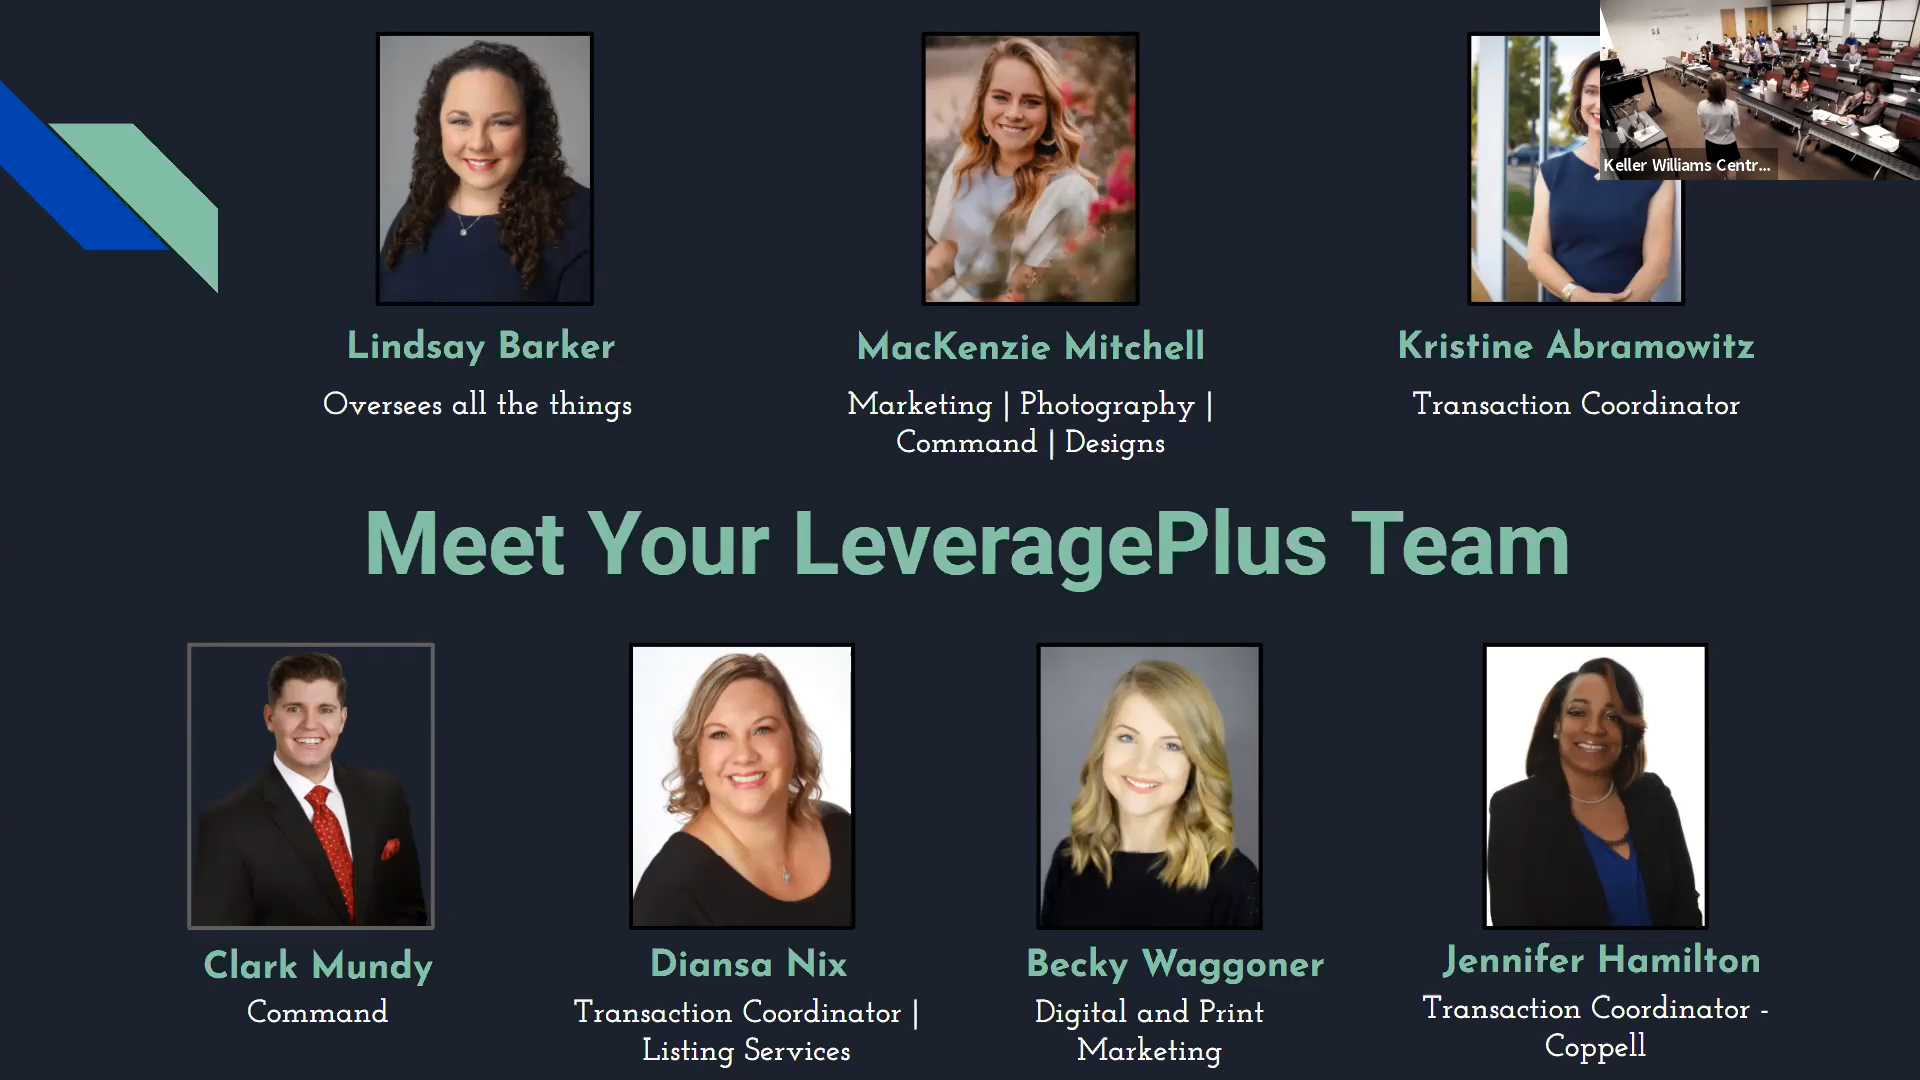 Keller Williams Centr...
Lindsay Barker
Oversees all the things
MacKenzie Mitchell
Marketing | Photography |
Command | Designs
Kristine Abramowitz
Transaction Coordinator
Meet Your LeveragePlus Team
Clark Mundy
Command
Diansa Nix
Transaction Coordinator |
Listing Services
Becky Waggoner
Digital and Print
Marketing
Jennifer Hamilton
Transaction Coordinator -
Coppell